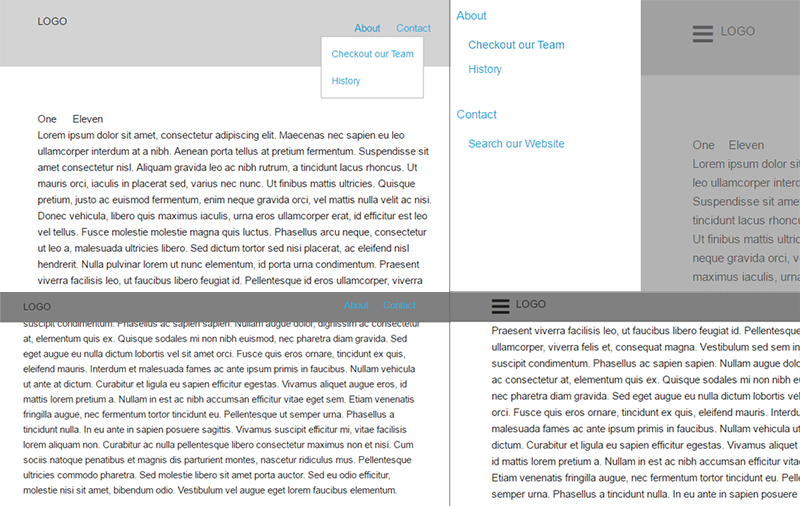 LOGO
About Contact
Checkout our Team
History
One Eleven
Lorem ipsum dolor sit amet, consectetur adipiscing elit. Maecenas nec sapien eu leo
ullamcorper interdum at a nibh. Aenean porta tellus at pretium fermentum. Suspendisse sit
amet consectetur nisl. Aliquam gravida leo ac nibh rutrum, a tincidunt lacus rhoncus. Ut
mauris orci, iaculis in placerat sed, varius nec nunc. Ut finibus mattis ultricies. Quisque
pretium, justo ac euismod fermentum, enim neque gravida orci, vel mattis nulla velit ac nisi.
Donec vehicula, libero quis maximus iaculis, urna eros ullamcorper erat, id efficitur est leo
vel tellus. Fusce molestie molestie magna quis luctus. Phasellus arcu neque, consectetur
ut leo a, malesuada ultricies libero. Sed dictum tortor sed nisi placerat, ac eleifend nisl
hendrerit. Nulla pulvinar lorem ut nunc elementum, id porta urna condimentum. Praesent
viverra facilisis leo, ut faucibus libero feugiat id. Pellentesque id eros ullamcorper, viverra
About
Checkout our Team
History
Contact
Search our Website
LOGO
One Eleven
Lorem ipsum dolor si
leo ullamcorper interd
Suspendisse sit ame
tincidunt lacus rhoncu
Ut finibus mattis ultric
neque gravida orci, v
maximus iaculis, urna
LOGO
About Contact
suscipit condimentum. Phasellus ac sapien sapien. Nullam augue dolor, dignissim ac consectetur
at, elementum quis ex. Quisque sodales mi non nibh euismod, nec pharetra diam gravida. Sed
eget augue eu nulla dictum lobortis vel sit amet orci. Fusce quis eros ornare, tincidunt ex quis,
eleifend mauris. Interdum et malesuada fames ac ante ipsum primis in faucibus. Nullam vehicula
ut ante at dictum. Curabitur et ligula eu sapien efficitur egestas. Vivamus aliquet augue eros, id
mattis lorem pretium a. Nullam in est ac nibh accumsan efficitur vitae eget sem. Etiam venenatis
fringilla augue, nec fermentum tortor tincidunt eu. Pellentesque ut semper urna. Phasellus a
tincidunt nulla. In eu ante in sapien posuere sagittis. Vivamus suscipit efficitur mi, vitae facilisis
lorem aliquam non. Curabitur ac nulla pellentesque libero consectetur maximus non et nisi. Cum
sociis natoque penatibus et magnis dis parturient montes, nascetur ridiculus mus. Pellentesque
ultricies commodo pharetra. Sed molestie libero sit amet porta auctor. Sed eu odio efficitur,
molestie nisi sit amet, bibendum odio. Vestibulum vel augue eget lorem faucibus elementum.
LOGO
Praesent viverra facilisis leo, ut faucibus libero feugiat id. Pellentesque
ullamcorper, viverra felis et, consequat magna. Vestibulum sed sem in
suscipit condimentum. Phasellus ac sapien sapien. Nullam augue dolo
ac consectetur at, elementum quis ex. Quisque sodales mi non nibh eu
nec pharetra diam gravida. Sed eget augue eu nulla dictum lobortis vel
orci. Fusce quis eros ornare, tincidunt ex quis, eleifend mauris. Interdum
malesuada fames ac ante ipsum primis in faucibus. Nullam vehicula ut
dictum. Curabitur et ligula eu sapien efficitur egestas. Vivamus aliquet
id mattis lorem pretium a. Nullam in est ac nibh accumsan efficitur vita
Etiam venenatis fringilla augue, nec fermentum tortor tincidunt eu. Pell
semper urna. Phasellus a tincidunt nulla. In eu ante in sapien posuere